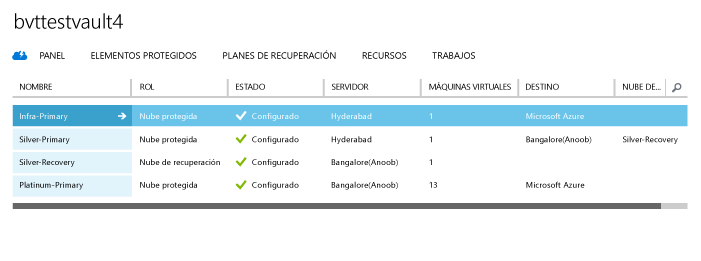 bvttestvault4
PANEL ELEMENTOS PROTEGIDOS PLANES DE RECUPERACIÓN RECURSOS TRABAJOS
NOMBRE ROL ESTADO SERVIDOR MÁQUINAS VIRTUALES DESTINO NUBE DE...
Infra-Primary Nube protegida Configurado Hyderabad 1 Microsoft Azure
Silver-Primary Nube protegida Configurado Hyderabad 1 Bangalore(Anoob) Silver-Recovery
Silver-Recovery Nube de recuperación Configurado Bangalore(Anoob) 1
Platinum-Primary Nube protegida Configurado Bangalore(Anoob) 13 Microsoft Azure